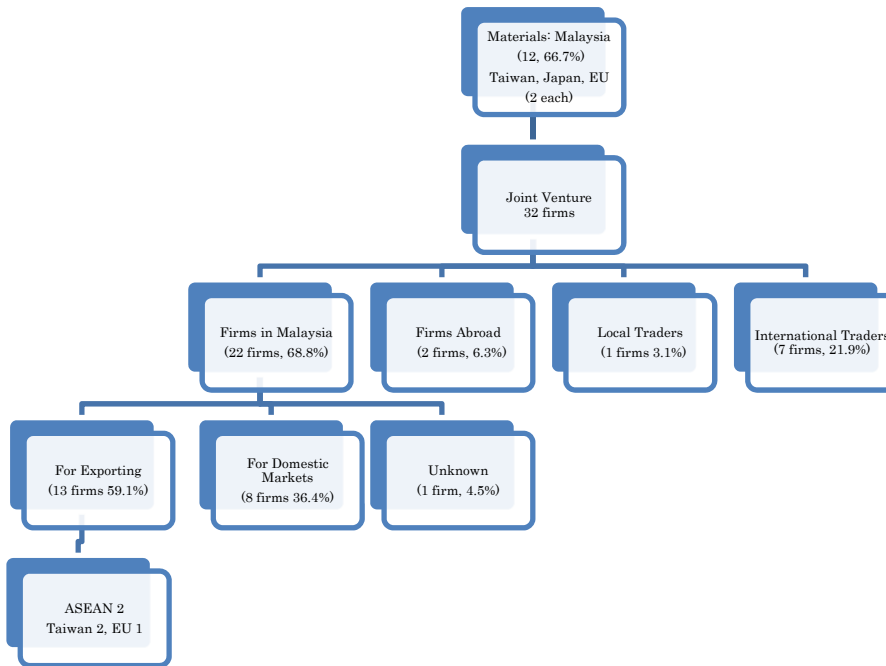 Materials: Malaysia
(12, 66.7%)
Taiwan, Japan, EU
(2 each)
Joint Venture
32 firms
Firms in Malaysia
(22 firms, 68.8%)
Firms Abroad
(2 firms, 6.3%)
Local Traders
(1 firms 3.1%)
International Traders
(7 firms, 21.9%)
For Exporting
(13 firms 59.1%)
For Domestic
Markets
(8 firms 36.4%)
Unknown
(1 firm, 4.5%)
ASEAN 2
Taiwan 2, EU 1